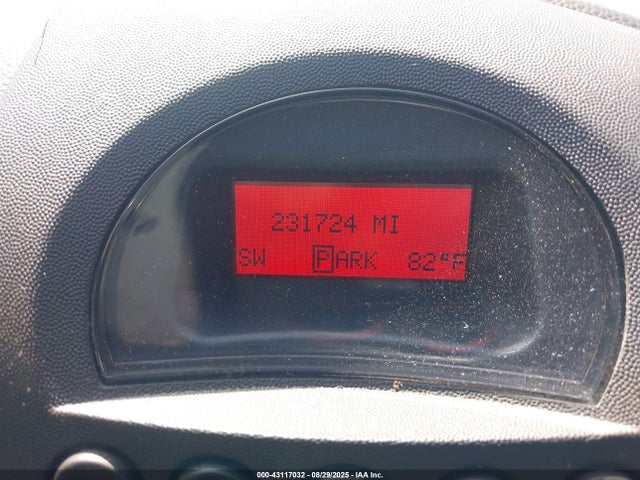 231724 MI
SW PARK 82°F
000-43117032 - 08/29/2025 - IAA Inc.